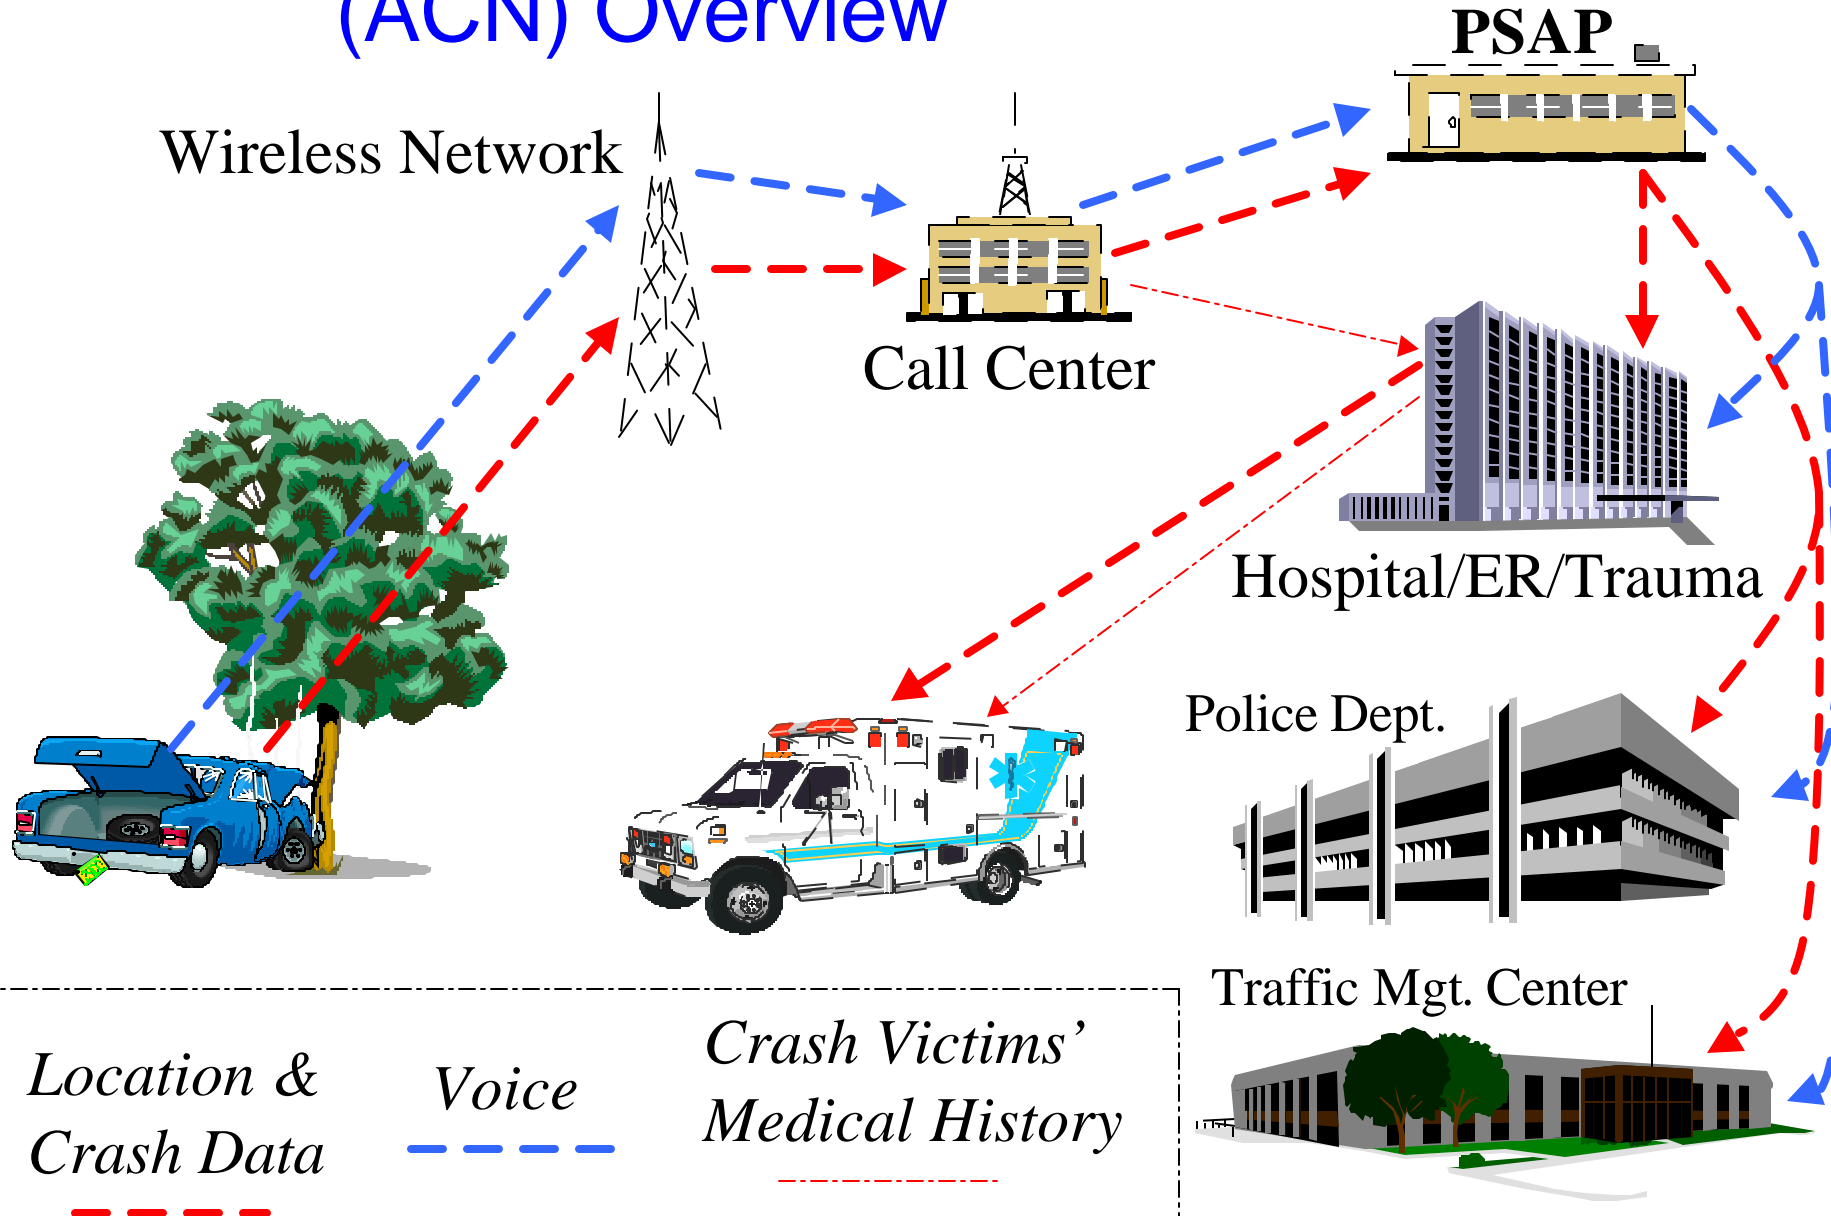 (ACN) Overview
PSAP
Wireless Network
Call Center
Hospital/ER/Trauma
Police Dept.
Traffic Mgt. Center
Location &
Crash Data
Voice
Crash Victims’
Medical History